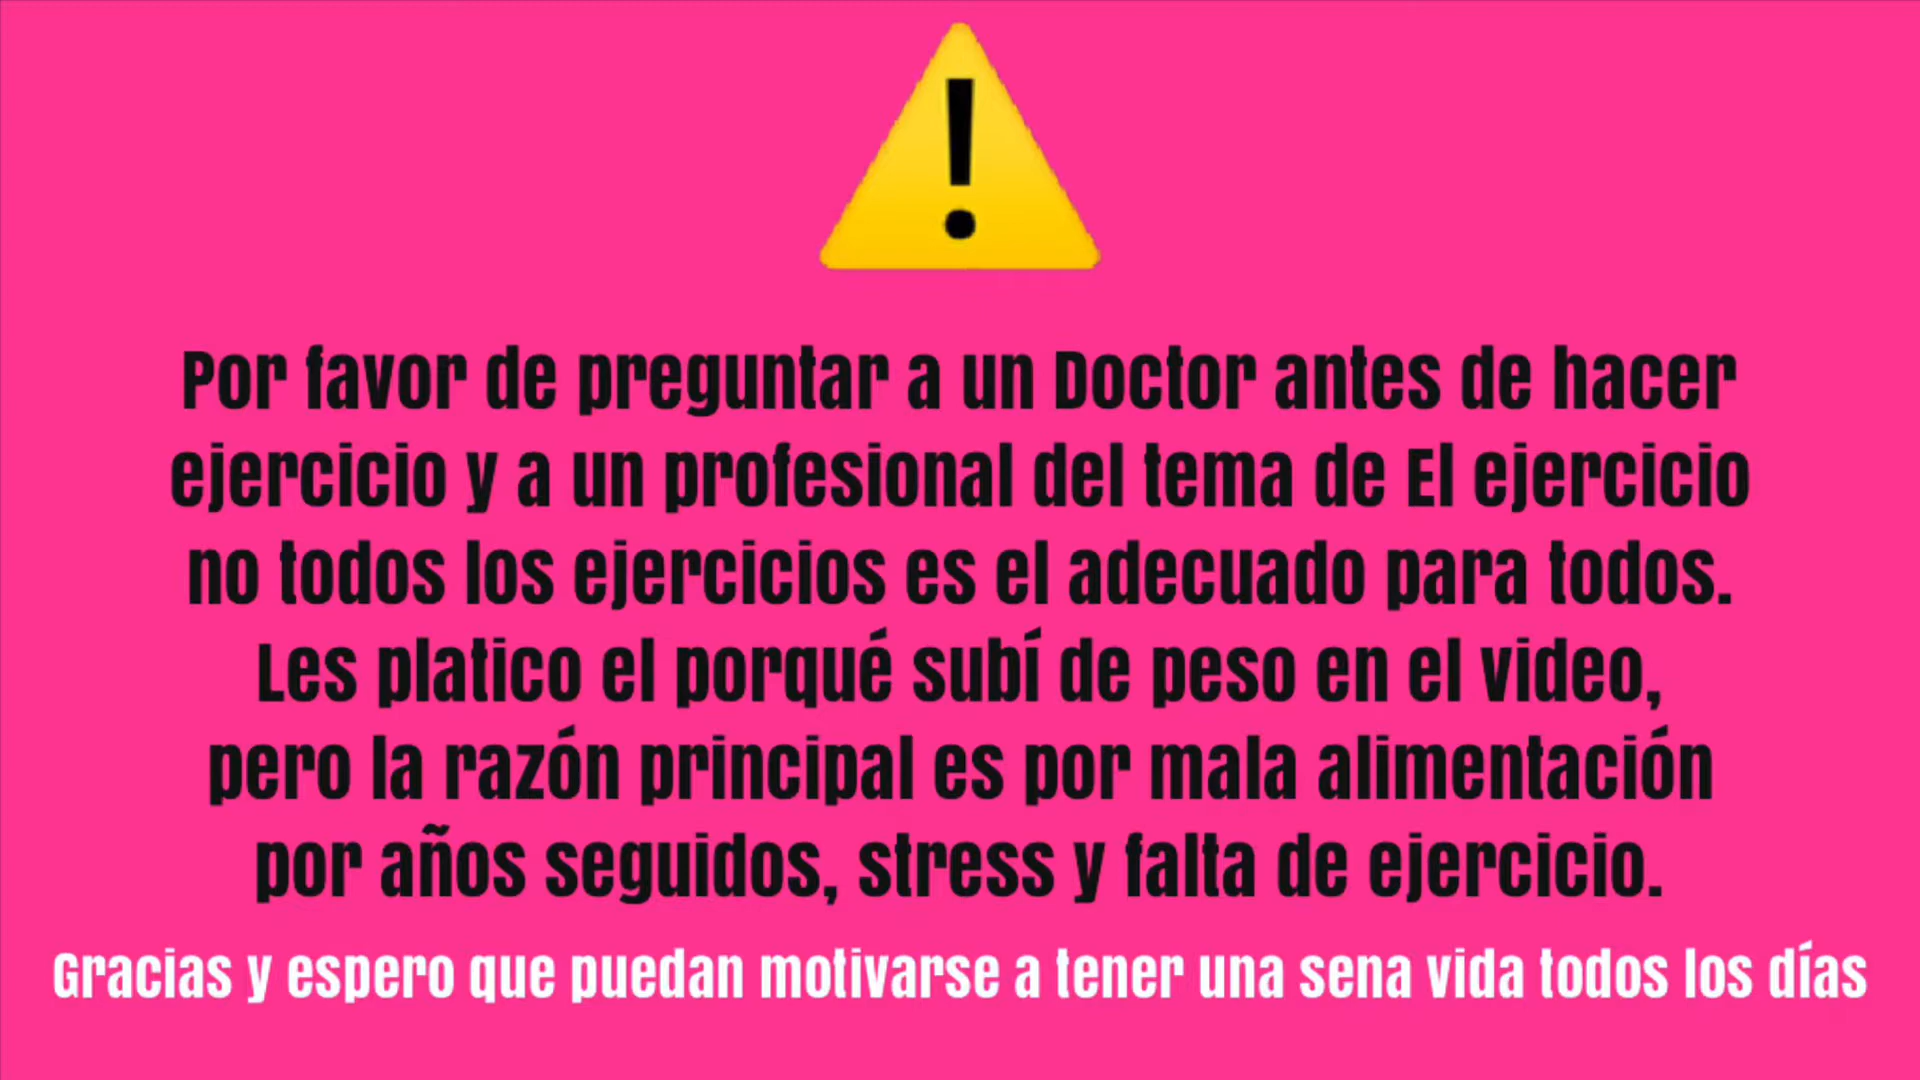 Por favor de preguntar a un Doctor antes de hacer
ejercicio y a un profesional del tema de El ejercicio
no todos los ejercicios es el adecuado para todos.
Les platico el porqué subí de peso en el video,
pero la razón principal es por mala alimentación
por años seguidos, stress y falta de ejercicio.
Gracias y espero que puedan motivarse a tener una sena vida todos los días